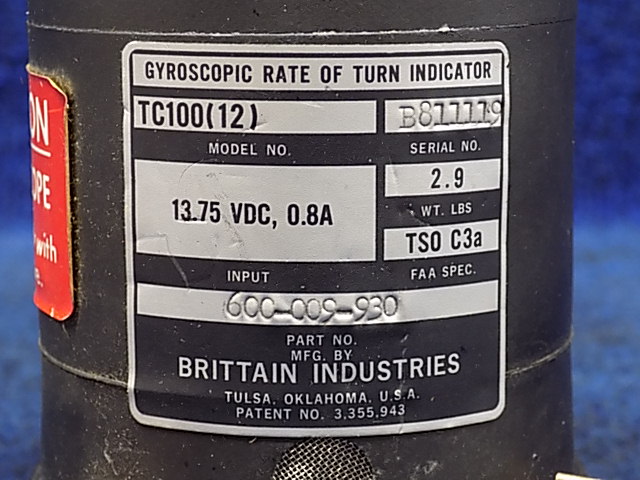 GYROSCOPIC RATE OF TURN INDICATOR
TC100(12) B811119
MODEL NO. SERIAL NO.
2.9
13.75 VDC, 0.8A WT. LBS
TSO C3a
INPUT FAA SPEC.
600-009-930
PART NO.
MFG. BY
BRITTAIN INDUSTRIES
TULSA, OKLAHOMA, U.S.A.
PATENT NO. 3,355,943
ON
OPE
with
e.